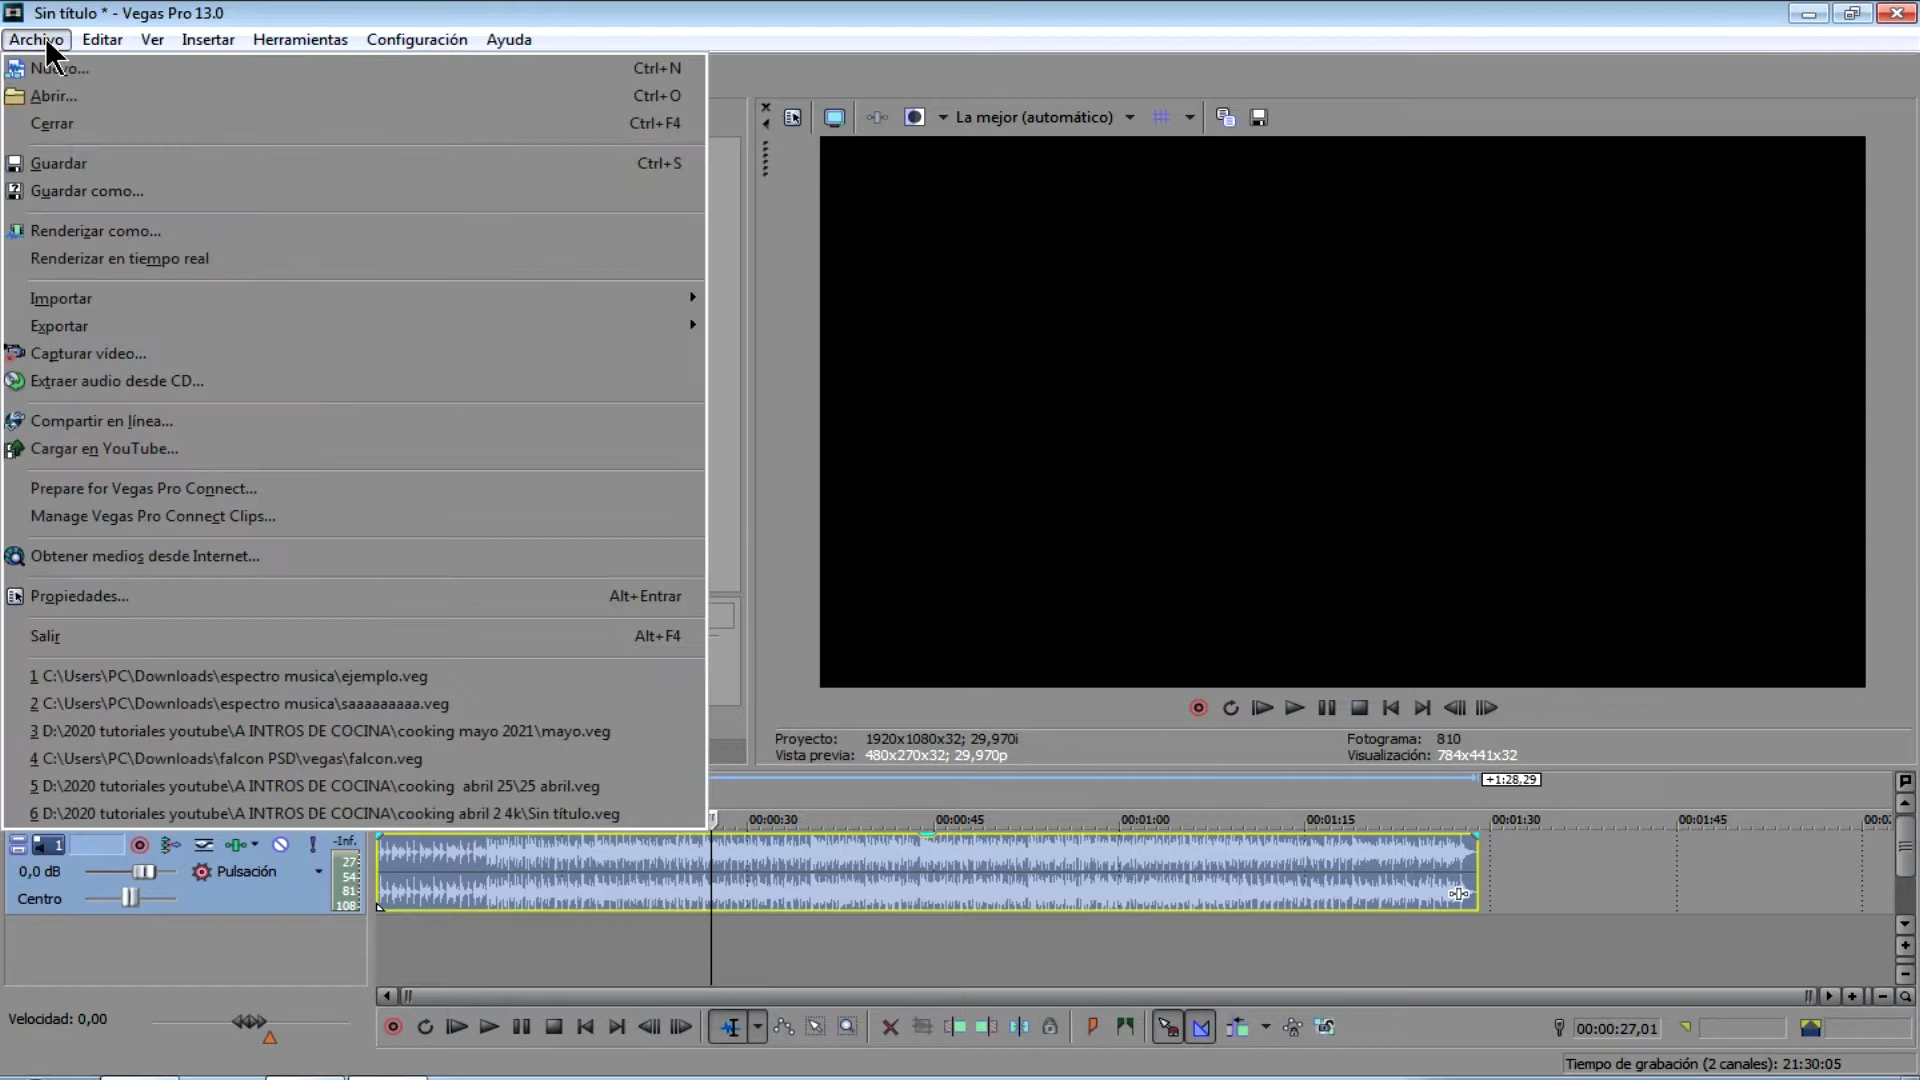 Sin título * - Vegas Pro 13.0
Archivo Editar Ver Insertar Herramientas Configuración Ayuda
Ctrl+N
Abrir... Ctrl+O
Cerrar Ctrl+F4
Guardar Ctrl+S
Guardar como...
Renderizar como...
Renderizar en tiempo real
Importar
Exportar
Capturar vídeo...
Extraer audio desde CD...
Compartir en línea...
Cargar en YouTube...
Prepare for Vegas Pro Connect...
Manage Vegas Pro Connect Clips...
Obtener medios desde Internet...
Propiedades... Alt+Entrar
Salir Alt+F4
1 C:\Users\PC\Downloads\espectro musica\ejemplo.veg
2 C:\Users\PC\Downloads\espectro musica\saaaaaaaaa.veg
3 D:\2020 tutoriales youtube\A INTROS DE COCINA\cooking mayo 2021\mayo.veg
4 C:\Users\PC\Downloads\falcon PSD\vegas\falcon.veg
5 D:\2020 tutoriales youtube\A INTROS DE COCINA\cooking  abril 25\25 abril.veg
6 D:\2020 tutoriales youtube\A INTROS DE COCINA\cooking abril 2 4k\Sin título.veg
La mejor (automático)
Proyecto: 1920x1080x32; 29,970i
Vista previa: 480x270x32; 29,970p
Fotograma: 810
Visualización: 784x441x32
+1:28,29
00:00:30 00:00:45 00:01:00 00:01:15 00:01:30 00:01:45
1
-Inf.
0,0 dB Pulsación
Centro
27
54
81
108
Velocidad: 0,00
00:00:27,01
Tiempo de grabación (2 canales): 21:30:05